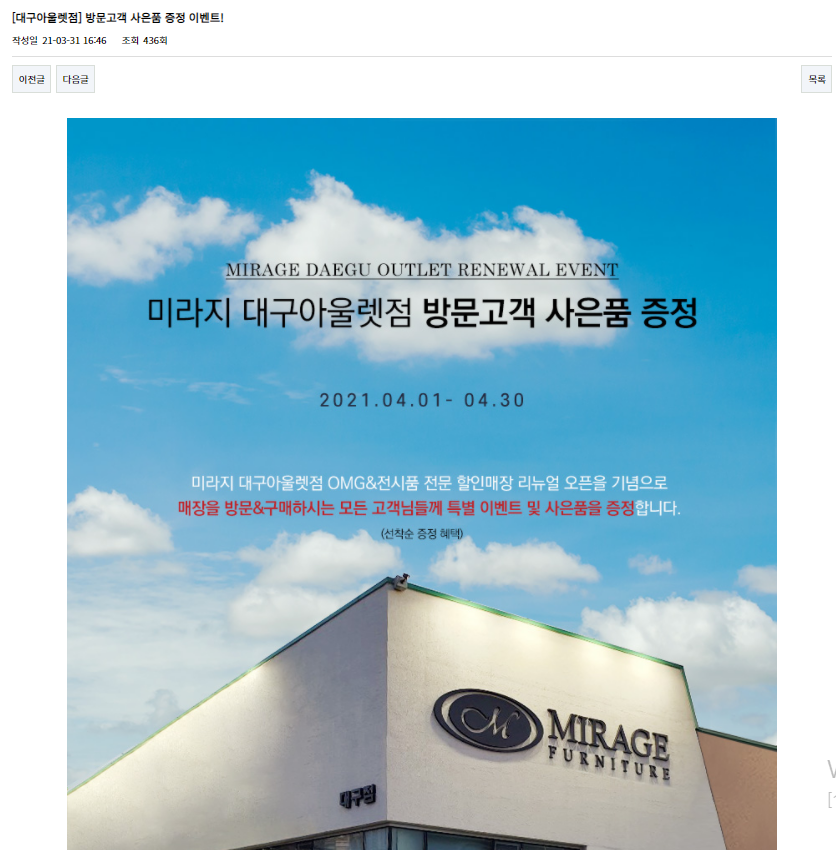 [대구아울렛점] 방문고객 사은품 증정 이벤트!
작성일 21-03-31 16:46 조회 436회
이전글 다음글 목록
MIRAGE DAEGU OUTLET RENEWAL EVENT
미라지 대구아울렛점 방문고객 사은품 증정
2021.04.01- 04.30
미라지 대구아울렛점 OMG&전시품 전문 할인매장 리뉴얼 오픈을 기념으로
매장을 방문&구매하시는 모든 고객님들께 특별 이벤트 및 사은품을 증정합니다.
(선착순 증정 혜택)
M MIRAGE
FURNITURE
대구점